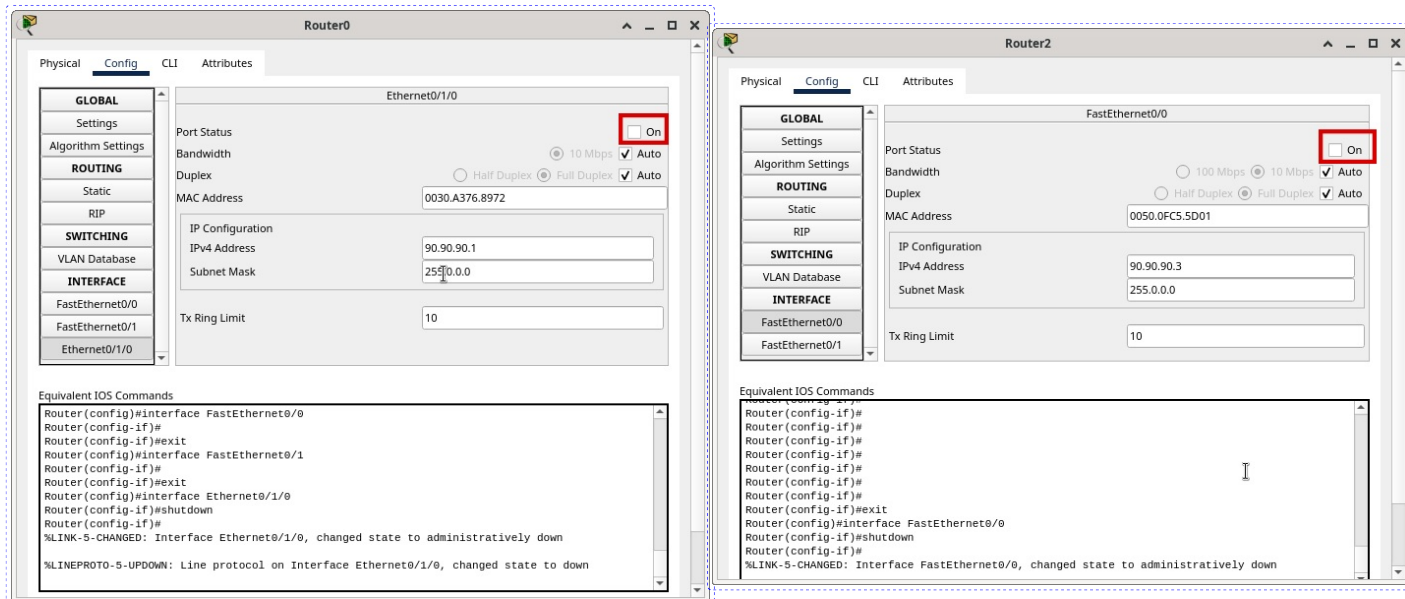 Router0
Physical Config CLI Attributes
GLOBAL
Settings
Algorithm Settings
ROUTING
Static
RIP
SWITCHING
VLAN Database
INTERFACE
FastEthernet0/0
FastEthernet0/1
Ethernet0/1/0
Ethernet0/1/0
Port Status On
Bandwidth 10 Mbps Auto
Duplex Half Duplex Full Duplex Auto
MAC Address 0030.A376.8972
IP Configuration
IPv4 Address 90.90.90.1
Subnet Mask 255.0.0.0
Tx Ring Limit 10
Equivalent IOS Commands
Router(config)#interface FastEthernet0/0
Router(config-if)#
Router(config-if)#exit
Router(config)#interface FastEthernet0/1
Router(config-if)#
Router(config-if)#exit
Router(config)#interface Ethernet0/1/0
Router(config-if)#shutdown
Router(config-if)#
%LINK-5-CHANGED: Interface Ethernet0/1/0, changed state to administratively down
%LINEPROTO-5-UPDOWN: Line protocol on Interface Ethernet0/1/0, changed state to down
Router2
Physical Config CLI Attributes
GLOBAL
Settings
Algorithm Settings
ROUTING
Static
RIP
SWITCHING
VLAN Database
INTERFACE
FastEthernet0/0
FastEthernet0/1
FastEthernet0/0
Port Status On
Bandwidth 100 Mbps 10 Mbps Auto
Duplex Half Duplex Full Duplex Auto
MAC Address 0050.0FC5.5D01
IP Configuration
IPv4 Address 90.90.90.3
Subnet Mask 255.0.0.0
Tx Ring Limit 10
Equivalent IOS Commands
Router(config-if)#
Router(config-if)#
Router(config-if)#
Router(config-if)#
Router(config-if)#
Router(config-if)#
Router(config-if)#
Router(config-if)#
Router(config-if)#exit
Router(config)#interface FastEthernet0/0
Router(config-if)#shutdown
Router(config-if)#
%LINK-5-CHANGED: Interface FastEthernet0/0, changed state to administratively down